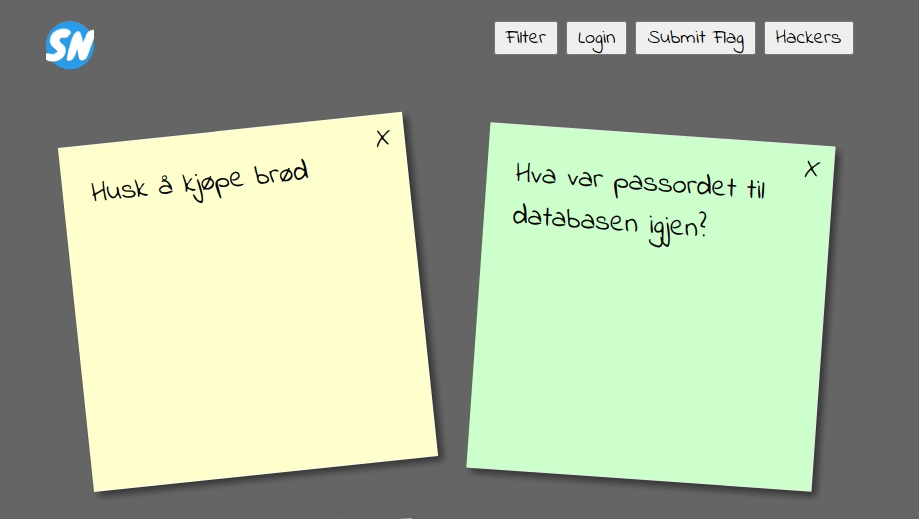 SN
Filter
Login
Submit Flag
Hackers
X
Husk å kjøpe brød
X
Hva var passordet til
databasen igjen?